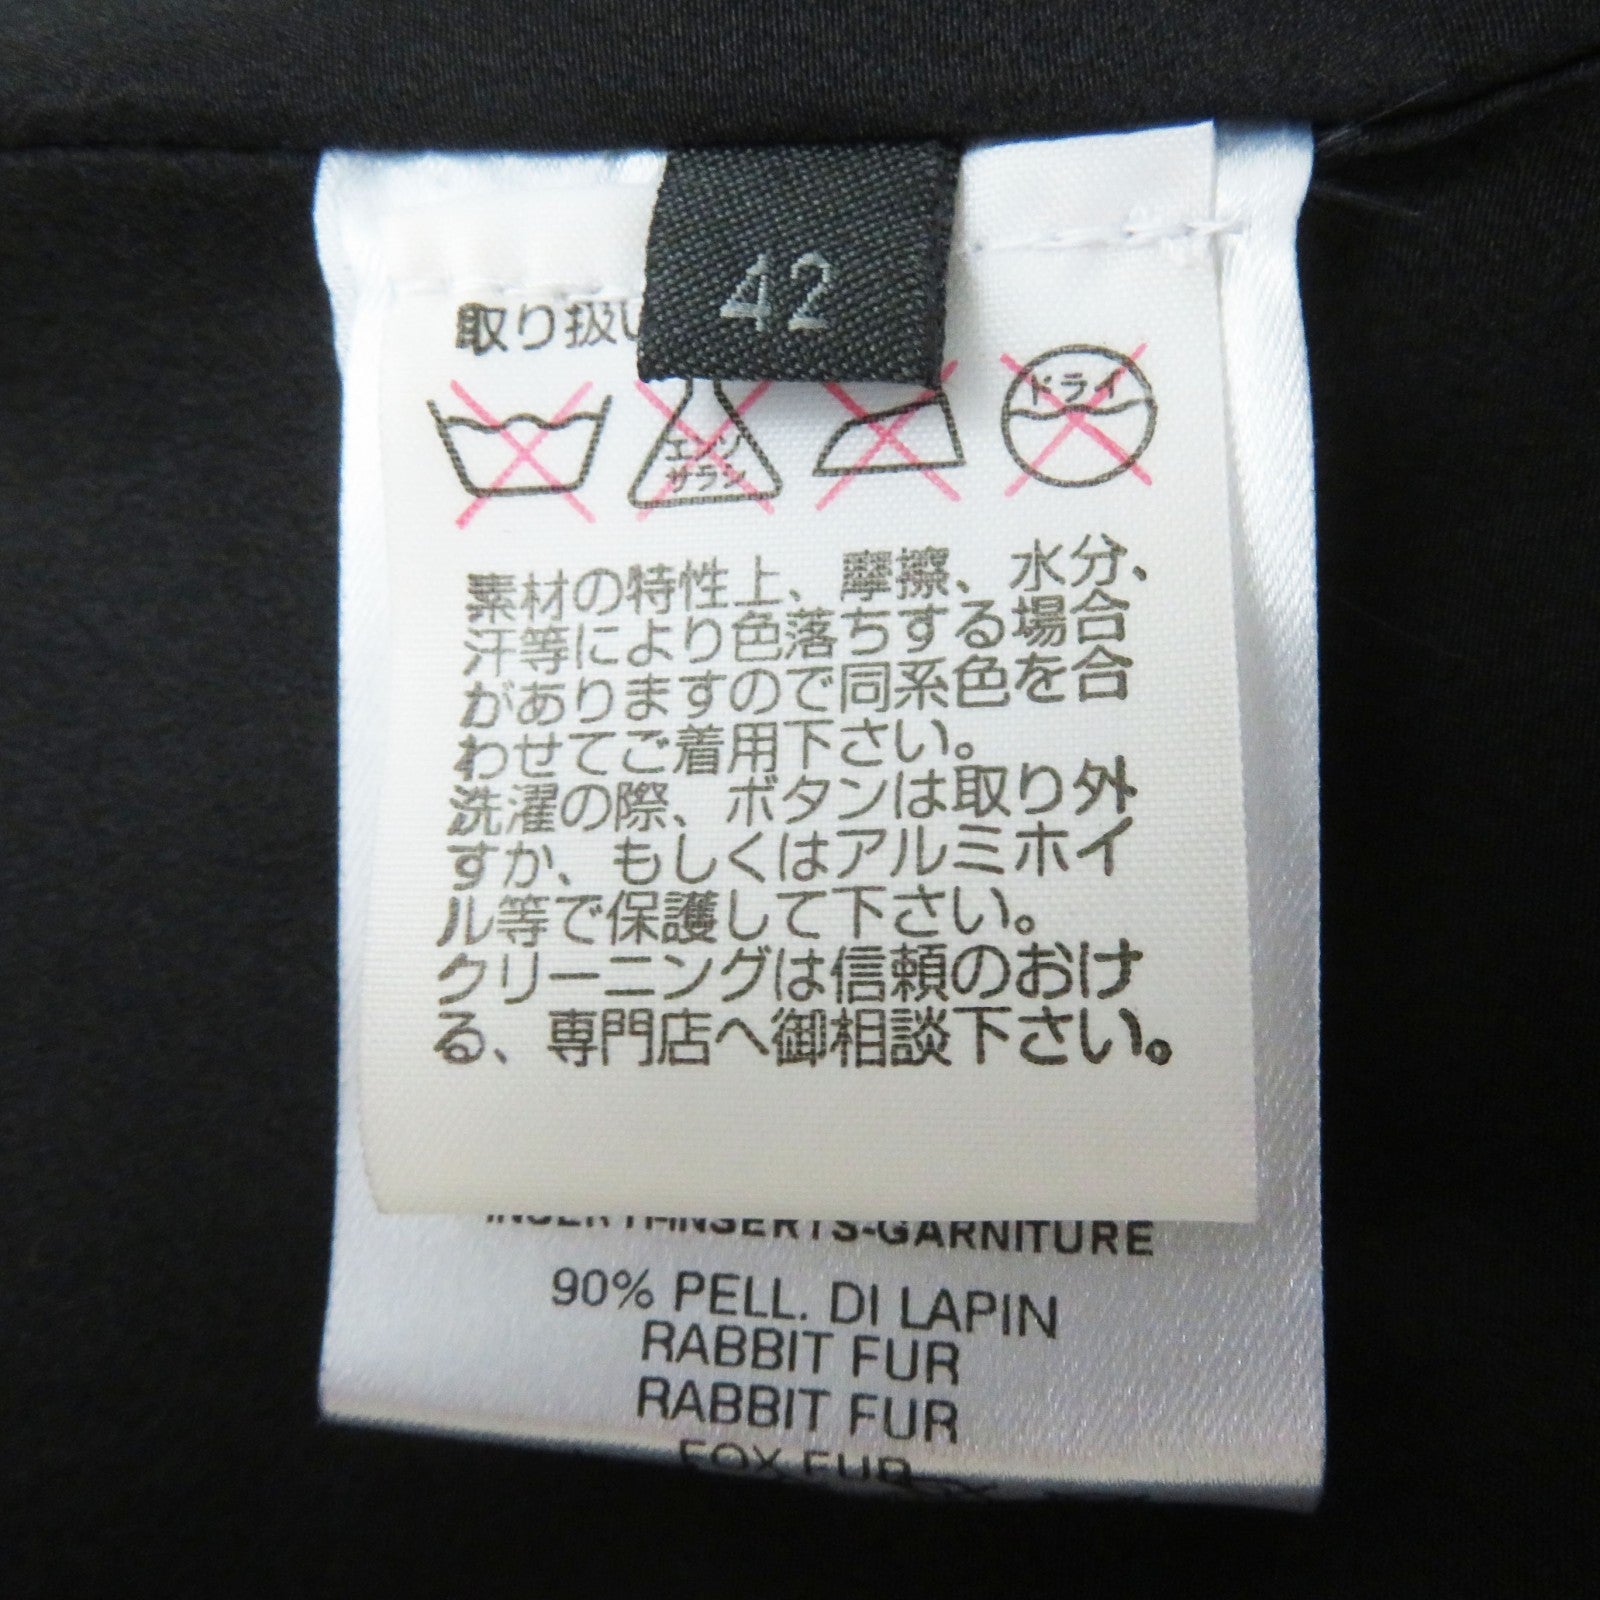 42
取り扱い
エンソ
サラシ
ドライ
素材の特性上、摩擦、水分、
汗等により色落ちする場合
がありますので同系色を合
わせてご着用下さい。
洗濯の際、ボタンは取り外
すか、もしくはアルミホイ
ル等で保護して下さい。
クリーニングは信頼のおけ
る、専門店へ御相談下さい。
INSERTI-INSERTS-GARNITURE
90% PELL. DI LAPIN
RABBIT FUR
RABBIT FUR
FOX FUR